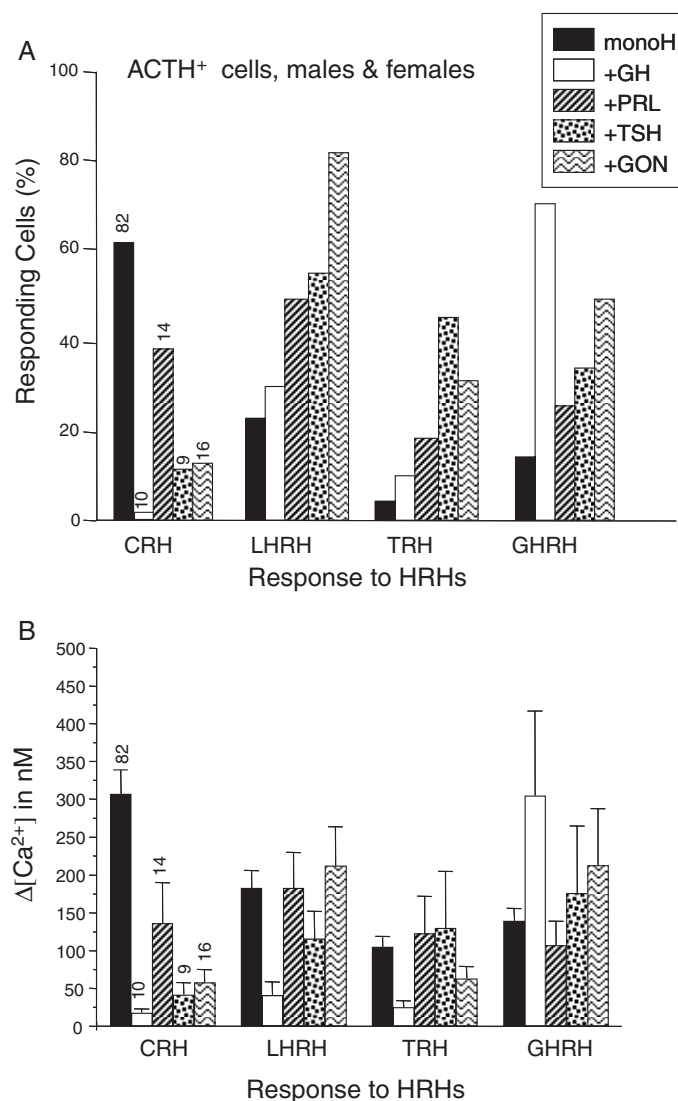 A
ACTH⁺ cells, males & females
monoH
+GH
+PRL
+TSH
+GON
Responding Cells (%)
100
80
60
40
20
0
82
10
14
9
16
CRH
LHRH
TRH
GHRH
Response to HRHs
B
Δ[Ca²⁺] in nM
500
450
400
350
300
250
200
150
100
50
0
82
10
14
9
16
CRH
LHRH
TRH
GHRH
Response to HRHs